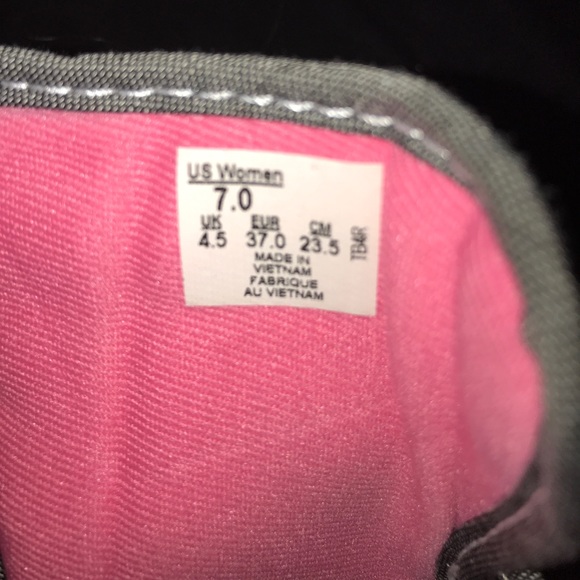 US Women
7.0
UK EUR CM
4.5 37.0 23.5
MADE IN
VIETNAM
FABRIQUE
AU VIETNAM